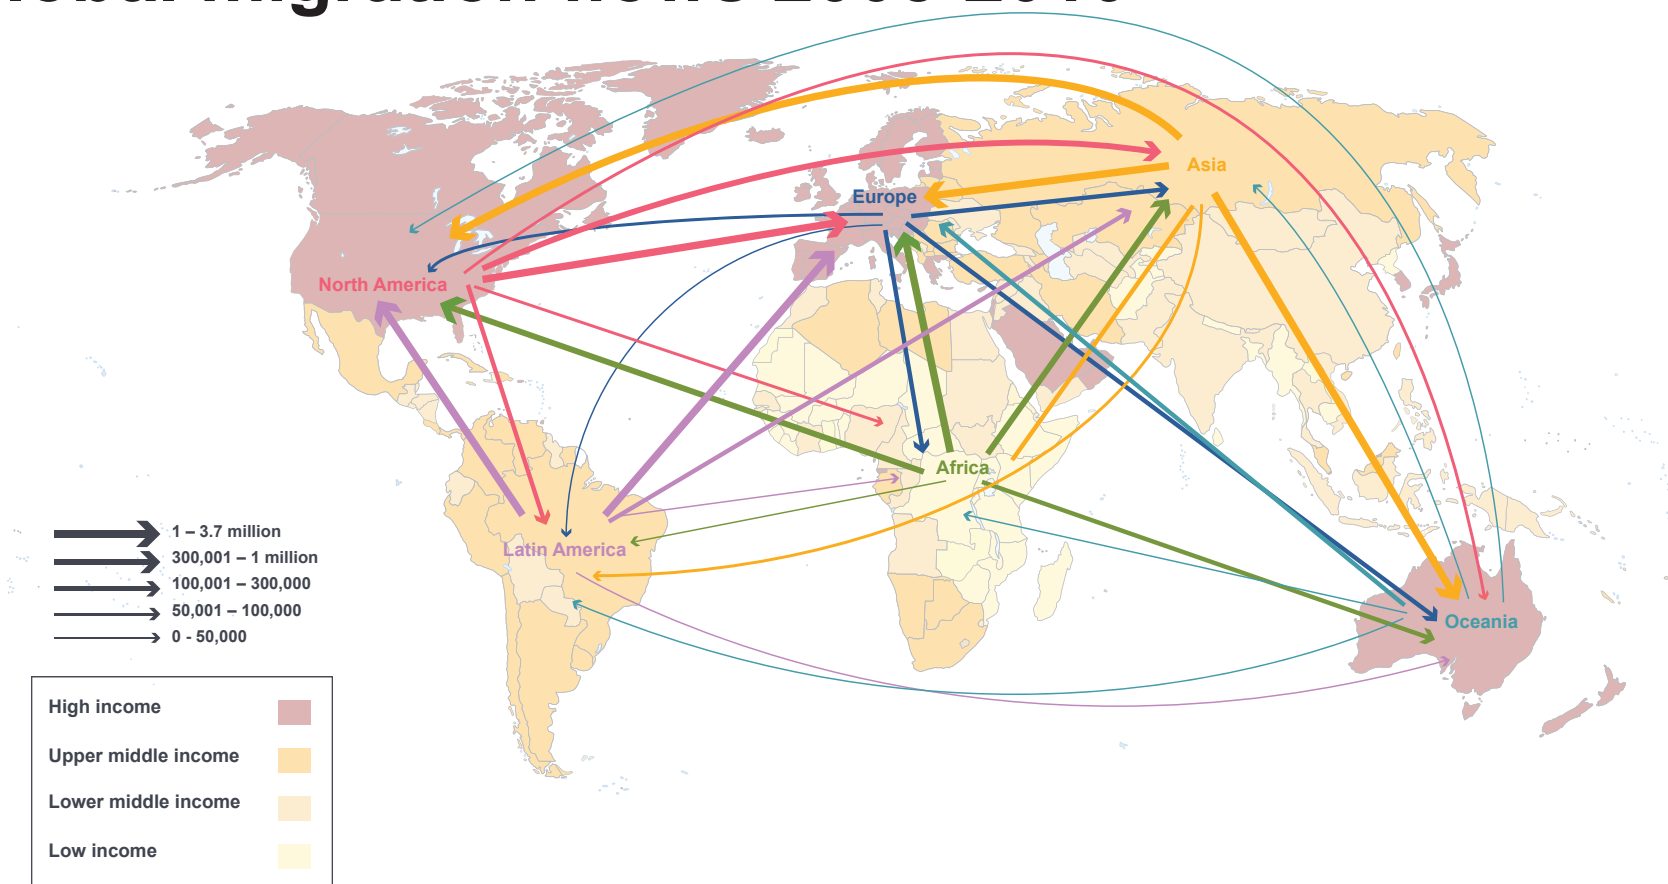 Asia
Europe
North America
Africa
Latin America
Oceania
1 – 3.7 million
300,001 – 1 million
100,001 – 300,000
50,001 – 100,000
0 - 50,000
High income
Upper middle income
Lower middle income
Low income